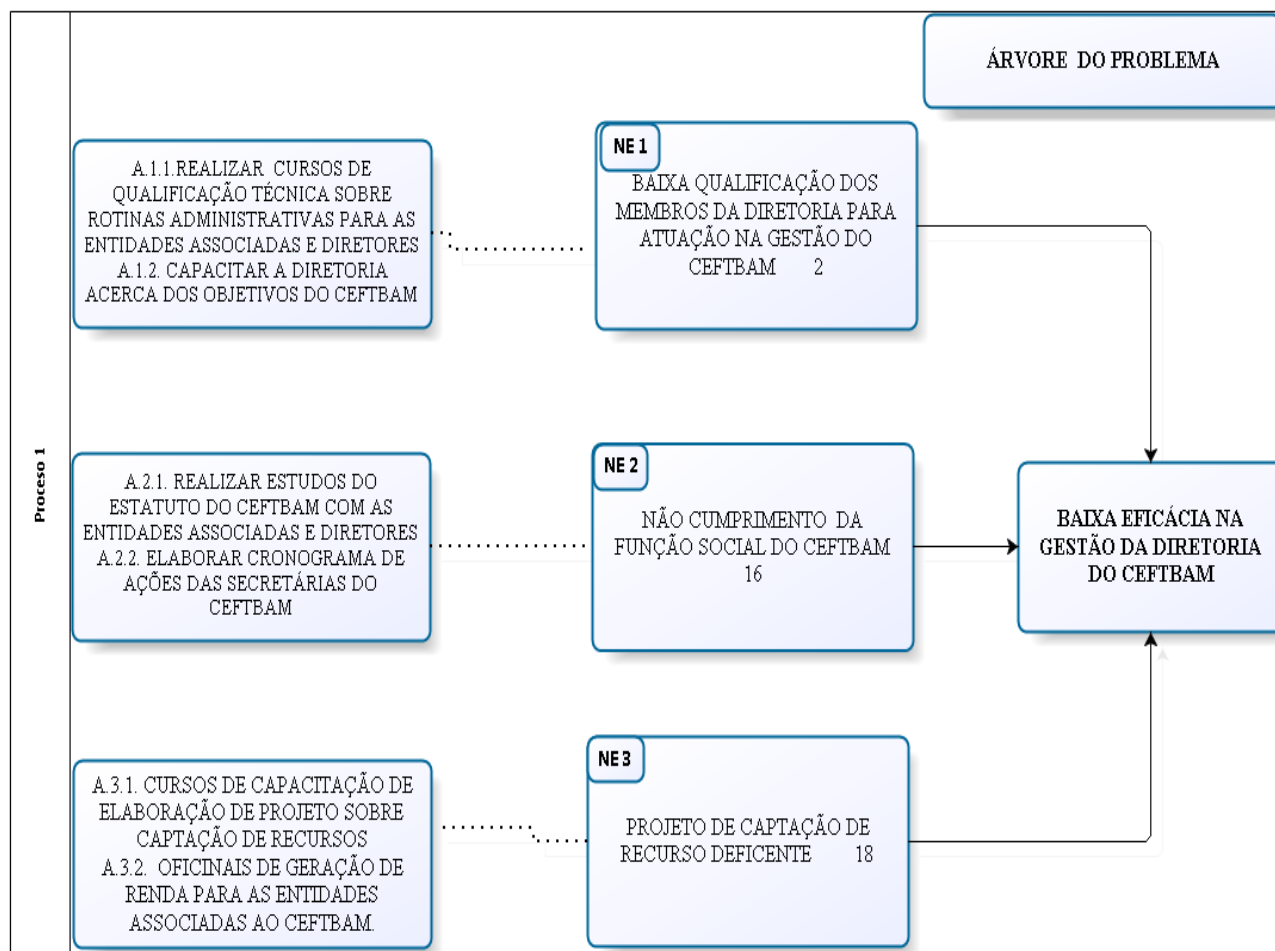 ÁRVORE DO PROBLEMA
Proceso 1
A.1.1.REALIZAR CURSOS DE
QUALIFICAÇÃO TÉCNICA SOBRE
ROTINAS ADMINISTRATIVAS PARA AS
ENTIDADES ASSOCIADAS E DIRETORES
A.1.2. CAPACITAR A DIRETORIA
ACERCA DOS OBJETIVOS DO CEFTBAM
NE 1
BAIXA QUALIFICAÇÃO DOS
MEMBROS DA DIRETORIA PARA
ATUAÇÃO NA GESTÃO DO
CEFTBAM 2
A.2.1. REALIZAR ESTUDOS DO
ESTATUTO DO CEFTBAM COM AS
ENTIDADES ASSOCIADAS E DIRETORES
A.2.2. ELABORAR CRONOGRAMA DE
AÇÕES DAS SECRETÁRIAS DO
CEFTBAM
NE 2
NÃO CUMPRIMENTO DA
FUNÇÃO SOCIAL DO CEFTBAM
16
BAIXA EFICÁCIA NA
GESTÃO DA DIRETORIA
DO CEFTBAM
A.3.1. CURSOS DE CAPACITAÇÃO DE
ELABORAÇÃO DE PROJETO SOBRE
CAPTAÇÃO DE RECURSOS
A.3.2. OFICINAIS DE GERAÇÃO DE
RENDA PARA AS ENTIDADES
ASSOCIADAS AO CEFTBAM.
NE 3
PROJETO DE CAPTAÇÃO DE
RECURSO DEFICENTE 18